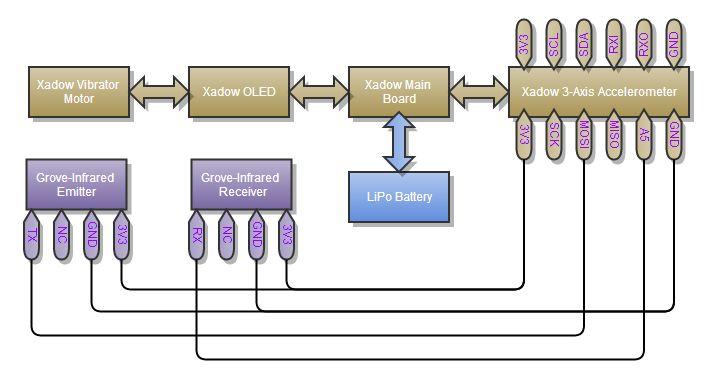 3V3
SCL
SDA
RXI
RXO
GND
Xadow Vibrator
Motor
Xadow OLED
Xadow Main
Board
Xadow 3-Axis Accelerometer
3V3
SCK
MOSI
MISO
A5
GND
Grove-Infrared
Emitter
Grove-Infrared
Receiver
LiPo Battery
TX
NC
GND
3V3
RX
NC
GND
3V3